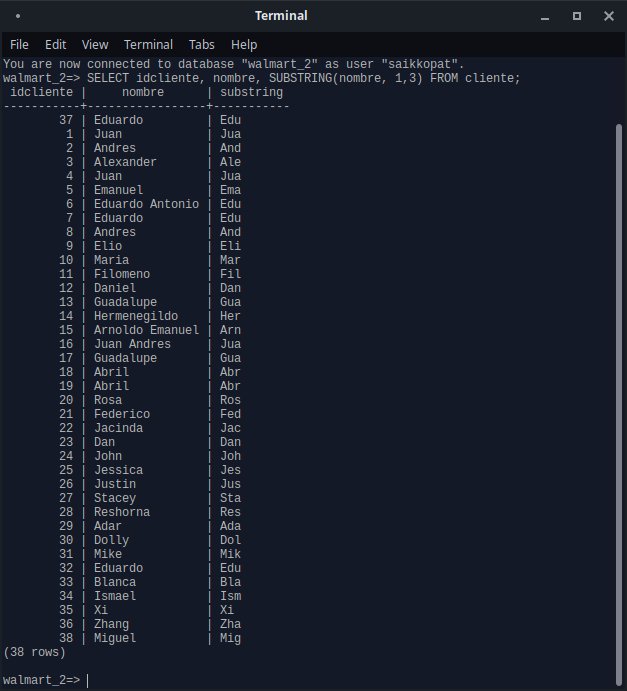 Terminal
File Edit View Terminal Tabs Help
You are now connected to database "walmart_2" as user "saikkopat".
walmart_2=> SELECT idcliente, nombre, SUBSTRING(nombre, 1,3) FROM cliente;
 idcliente |     nombre      | substring
-----------+-----------------+-----------
        37 | Eduardo         | Edu
         1 | Juan            | Jua
         2 | Andres          | And
         3 | Alexander       | Ale
         4 | Juan            | Jua
         5 | Emanuel         | Ema
         6 | Eduardo Antonio | Edu
         7 | Eduardo         | Edu
         8 | Andres          | And
         9 | Elio            | Eli
        10 | Maria           | Mar
        11 | Filomeno        | Fil
        12 | Daniel          | Dan
        13 | Guadalupe       | Gua
        14 | Hermenegildo    | Her
        15 | Arnoldo Emanuel | Arn
        16 | Juan Andres     | Jua
        17 | Guadalupe       | Gua
        18 | Abril           | Abr
        19 | Abril           | Abr
        20 | Rosa            | Ros
        21 | Federico        | Fed
        22 | Jacinda         | Jac
        23 | Dan             | Dan
        24 | John            | Joh
        25 | Jessica         | Jes
        26 | Justin          | Jus
        27 | Stacey          | Sta
        28 | Reshorna        | Res
        29 | Adar            | Ada
        30 | Dolly           | Dol
        31 | Mike            | Mik
        32 | Eduardo         | Edu
        33 | Blanca          | Bla
        34 | Ismael          | Ism
        35 | Xi              | Xi
        36 | Zhang           | Zha
        38 | Miguel          | Mig
(38 rows)
walmart_2=>